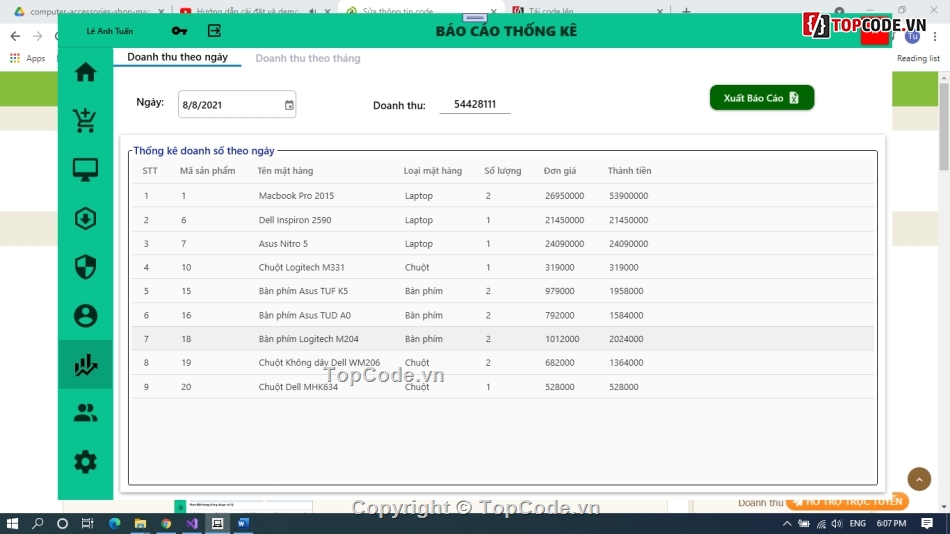 computer-accessories-shop-ma
Hướng dẫn cài đặt và dem
Sửa thông tin code
Tải code lên
Lê Anh Tuấn
BÁO CÁO THỐNG KÊ
TOPCODE.VN
Tu
Apps
Reading list
Doanh thu theo ngày
Doanh thu theo tháng
Ngày:
8/8/2021
Doanh thu:
54428111
Xuất Báo Cáo
Thống kê doanh số theo ngày
STT Mã sản phẩm Tên mặt hàng Loại mặt hàng Số lượng Đơn giá Thành tiền
1 1 Macbook Pro 2015 Laptop 2 26950000 53900000
2 6 Dell Inspiron 2590 Laptop 1 21450000 21450000
3 7 Asus Nitro 5 Laptop 1 24090000 24090000
4 10 Chuột Logitech M331 Chuột 1 319000 319000
5 15 Bàn phím Asus TUF K5 Bàn phím 2 979000 1958000
6 16 Bàn phím Asus TUD A0 Bàn phím 2 792000 1584000
7 18 Bàn phím Logitech M204 Bàn phím 2 1012000 2024000
8 19 Chuột Không dây Dell WM206 Chuột 2 682000 1364000
TopCode.vn
9 20 Chuột Dell MHK634 Chuột 1 528000 528000
Doanh thu
HỖ TRỢ TRỰC TUYẾN
Copyright © TopCode.vn
ENG 6:07 PM